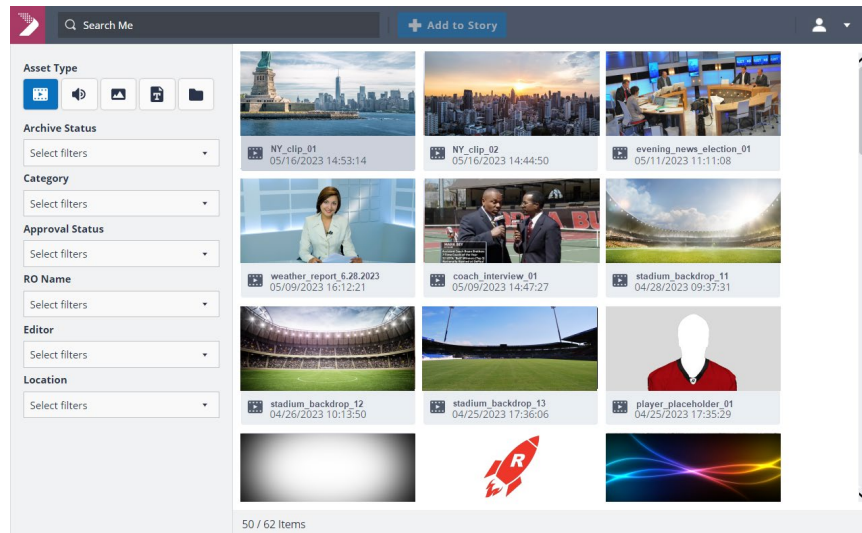 Search Me
Add to Story
Asset Type
Archive Status
Select filters
Category
Select filters
Approval Status
Select filters
RO Name
Select filters
Editor
Select filters
Location
Select filters
NY_clip_01
05/16/2023 14:53:14
NY_clip_02
05/16/2023 14:44:50
evening_news_election_01
05/11/2023 11:11:08
weather_report_6.28.2023
05/09/2023 16:12:21
coach_interview_01
05/09/2023 14:47:27
stadium_backdrop_11
04/28/2023 09:37:31
stadium_backdrop_12
04/26/2023 10:13:50
stadium_backdrop_13
04/25/2023 17:36:06
player_placeholder_01
04/25/2023 17:35:29
R
50 / 62 Items